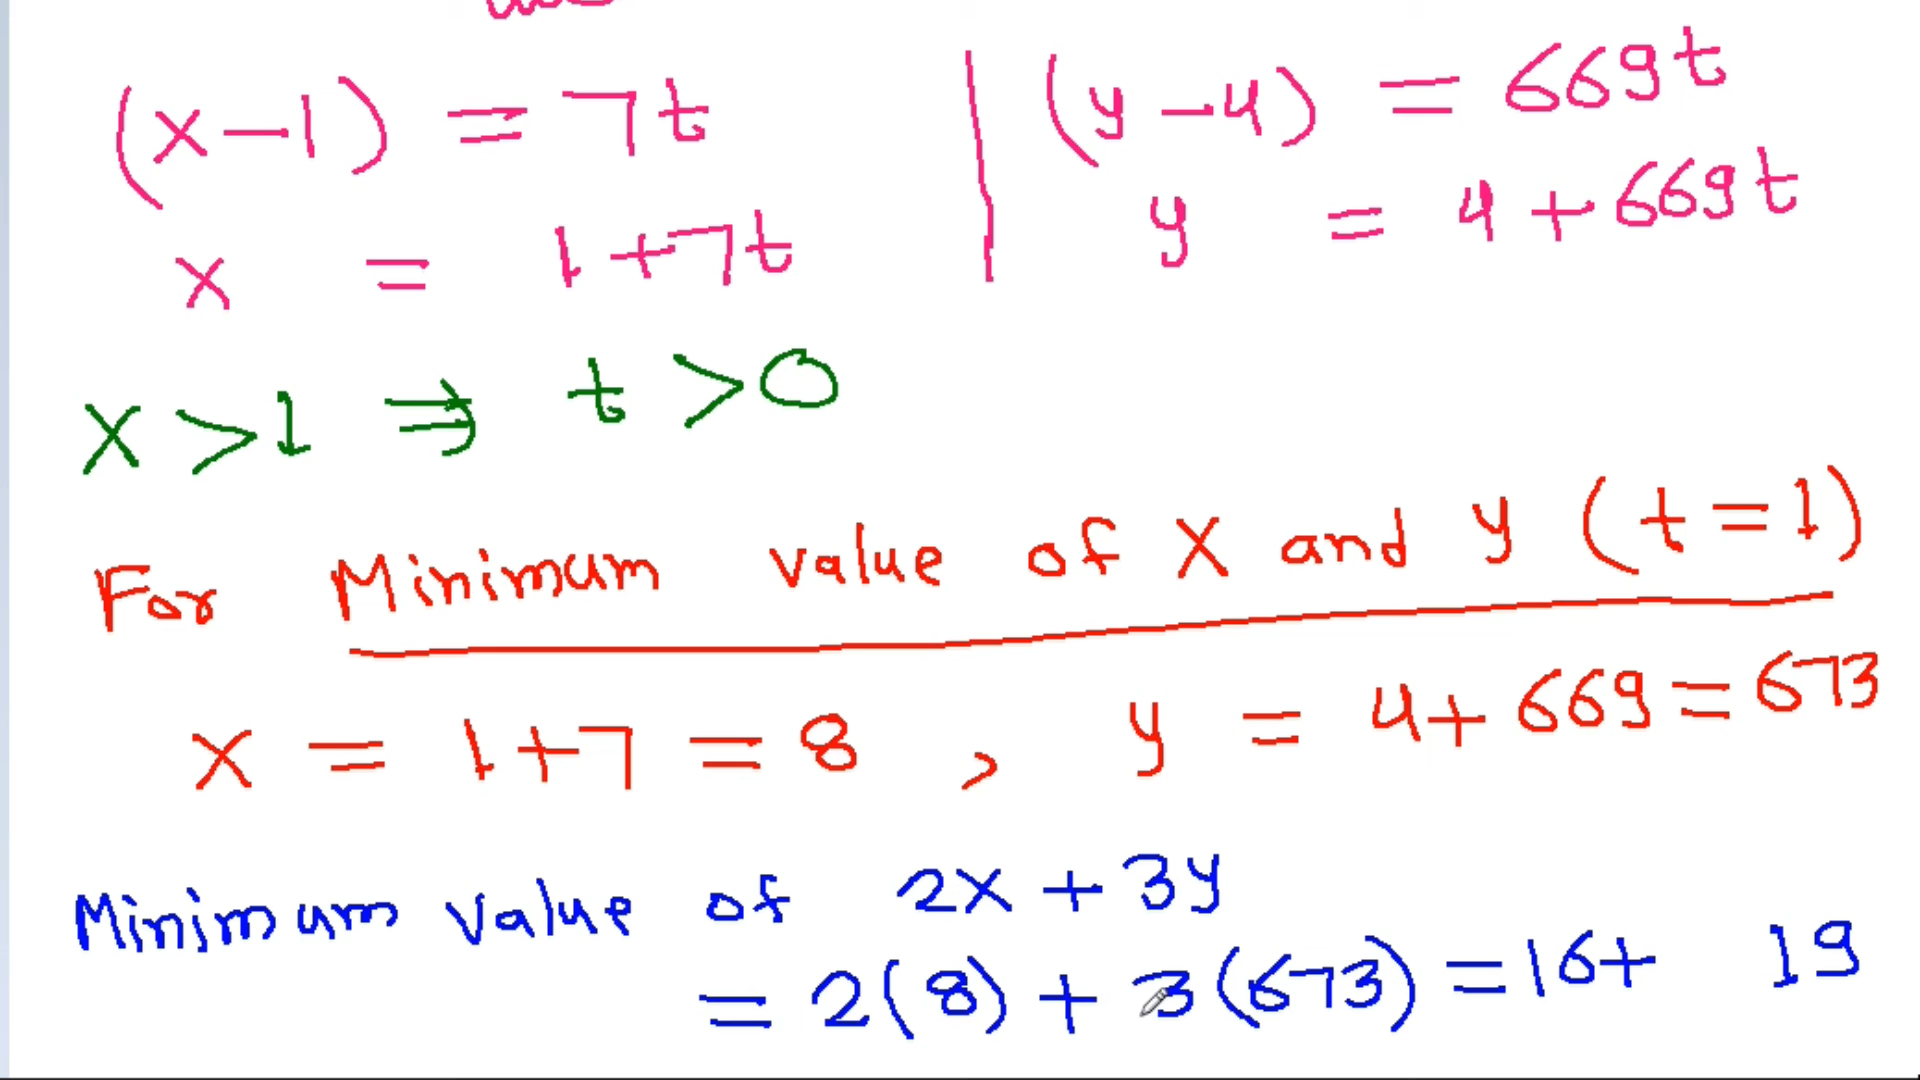 (x-1) = 7t
x = 1+7t
(y-4) = 669t
y = 4+669t
x>1 ⇒ t>0
For Minimum value of x and y (t=1)
x = 1+7 = 8 , y = 4+669=673
Minimum value of 2x+3y
= 2(8) + 3(673) = 16+ 19